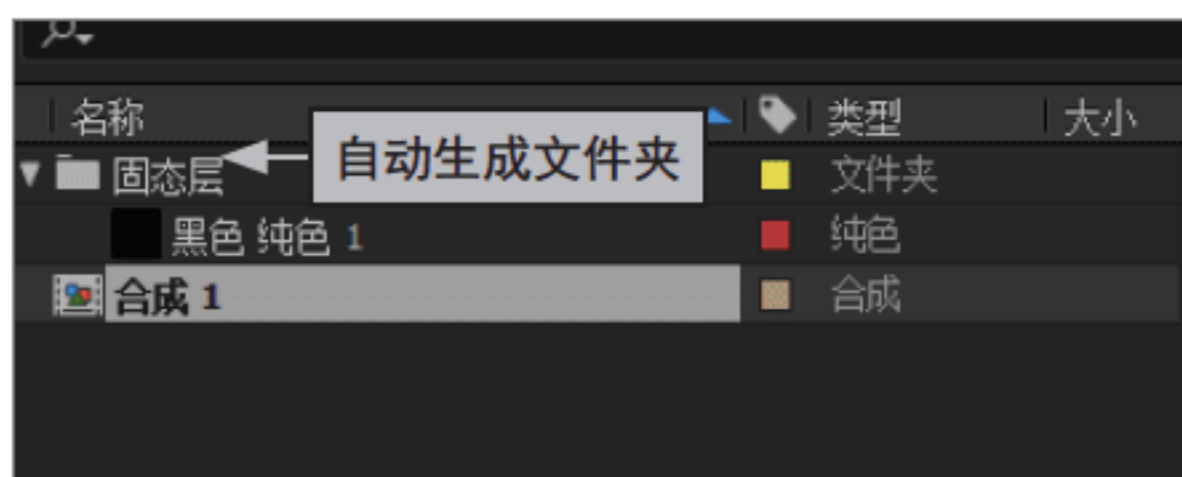 名称 类型 大小
自动生成文件夹
固态层 文件夹
黑色 纯色 1 纯色
合成 1 合成